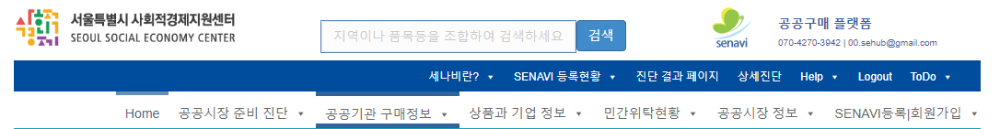 서울특별시 사회적경제지원센터
SEOUL SOCIAL ECONOMY CENTER
지역이나 품목등을 조합하여 검색하세요 검색
senavi
공공구매 플랫폼
070-4270-3942 | 00.sehub@gmail.com
세나비란? SENAVI 등록현황 진단 결과 페이지 상세진단 Help Logout ToDo
Home 공공시장 준비 진단 공공기관 구매정보 상품과 기업 정보 민간위탁현황 공공시장 정보 SENAVI등록|회원가입